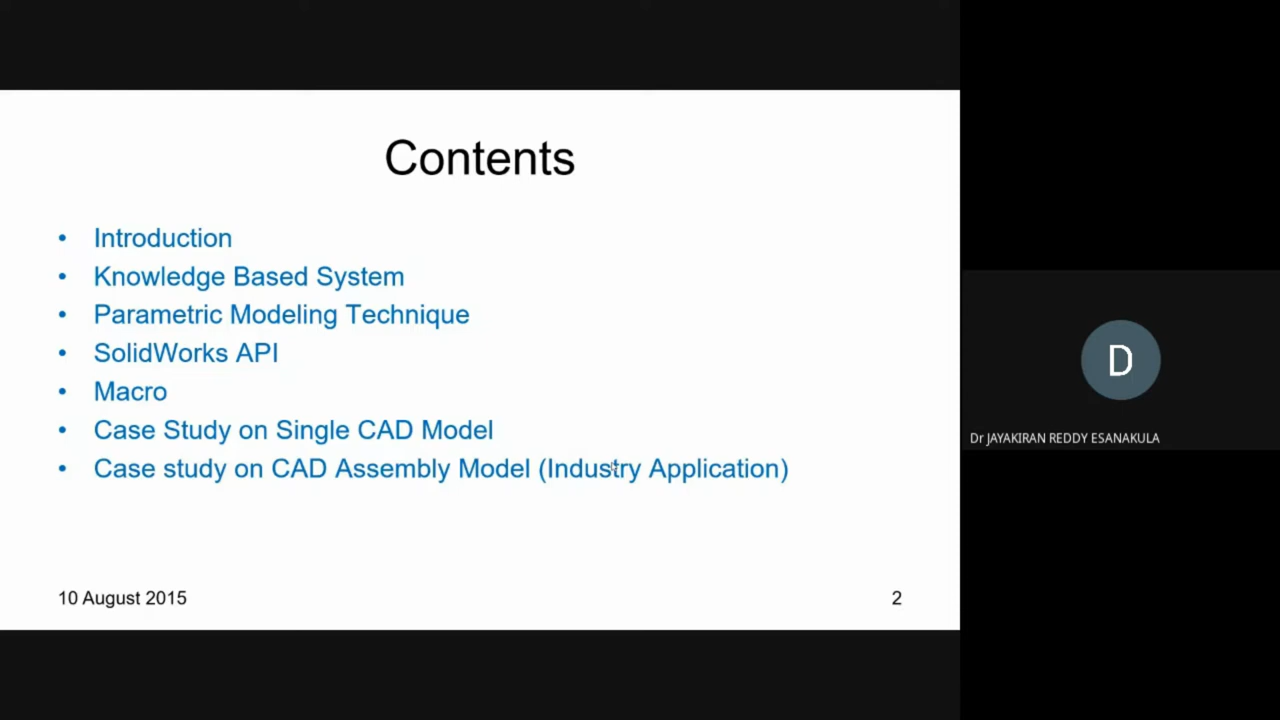 Contents
• Introduction
• Knowledge Based System
• Parametric Modeling Technique
• SolidWorks API
• Macro
• Case Study on Single CAD Model
• Case study on CAD Assembly Model (Industry Application)
10 August 2015
2
D
Dr JAYAKIRAN REDDY ESANAKULA